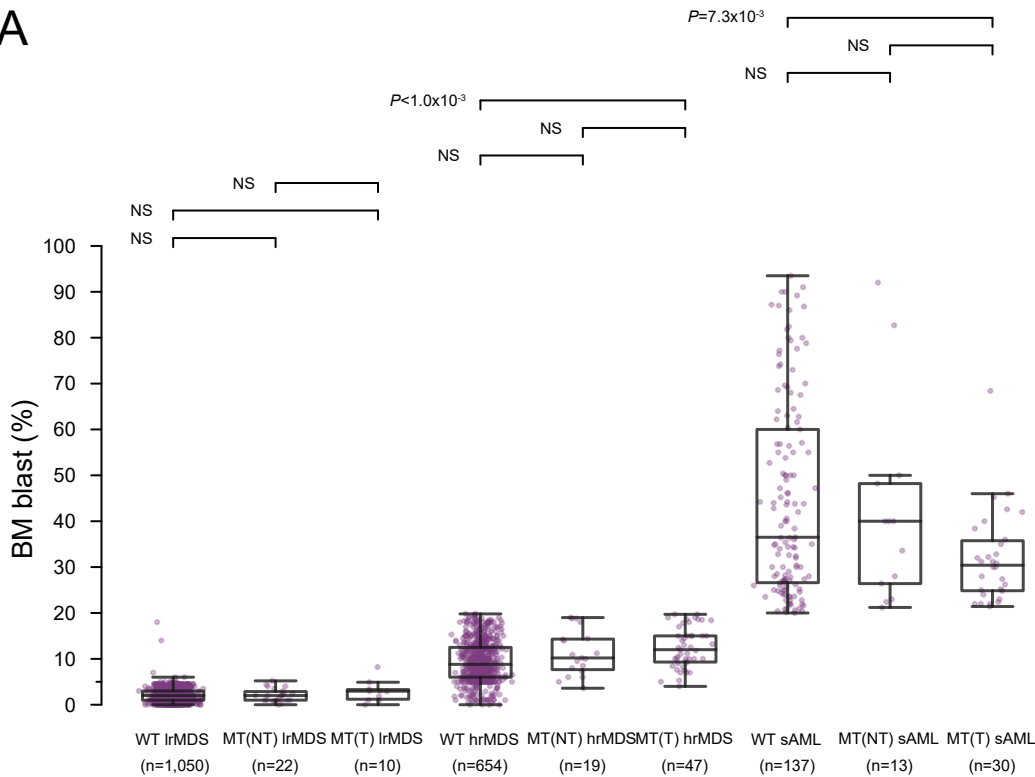 A
P=7.3x10⁻³
NS
NS
P<1.0x10⁻³
NS
NS
NS
NS
NS
BM blast (%)
100
90
80
70
60
50
40
30
20
10
0
WT lrMDS MT(NT) lrMDS MT(T) lrMDS WT hrMDS MT(NT) hrMDS MT(T) hrMDS WT sAML MT(NT) sAML MT(T) sAML
(n=1,050) (n=22) (n=10) (n=654) (n=19) (n=47) (n=137) (n=13) (n=30)